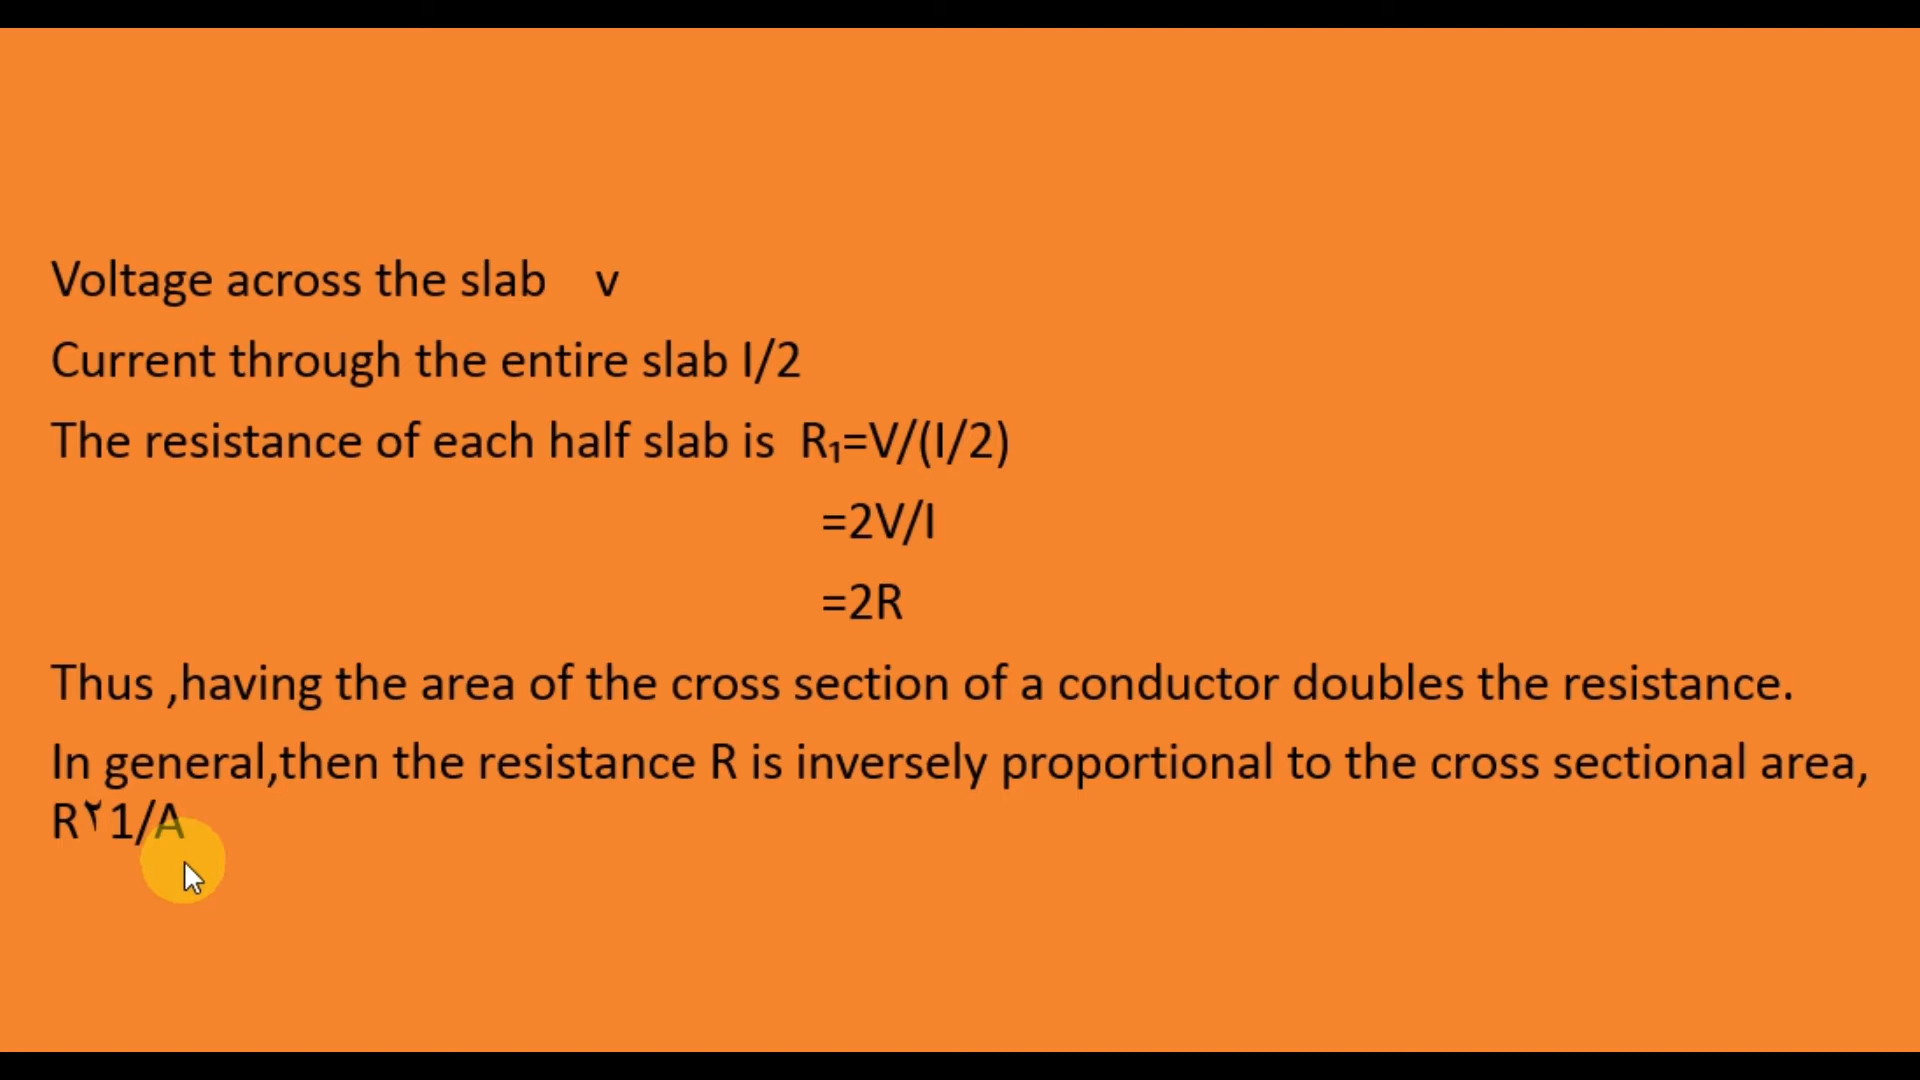 Voltage across the slab v
Current through the entire slab I/2
The resistance of each half slab is R₁=V/(I/2)
=2V/I
=2R
Thus ,having the area of the cross section of a conductor doubles the resistance.
In general,then the resistance R is inversely proportional to the cross sectional area,
R٢1/A